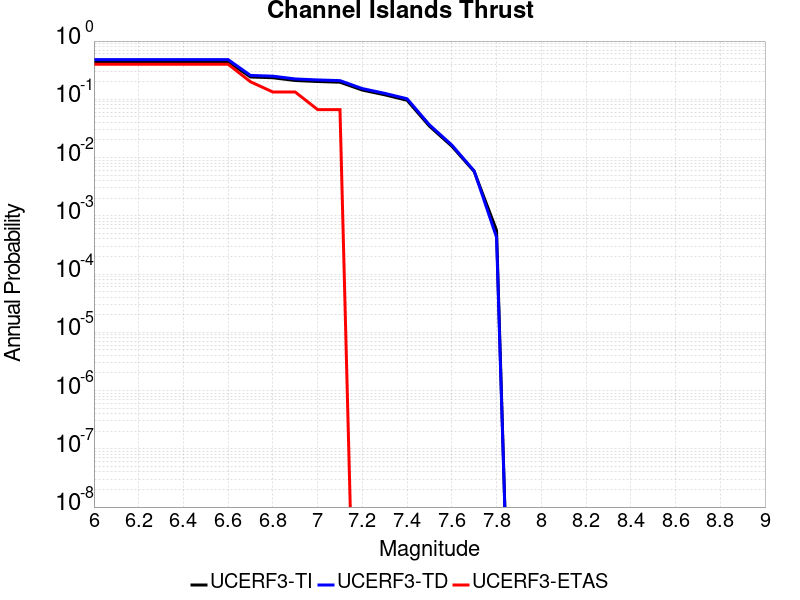 Channel Islands Thrust
10^0
10^-1
10^-2
10^-3
10^-4
10^-5
10^-6
10^-7
10^-8
Annual Probability
6 6.2 6.4 6.6 6.8 7 7.2 7.4 7.6 7.8 8 8.2 8.4 8.6 8.8 9
Magnitude
UCERF3-TI UCERF3-TD UCERF3-ETAS